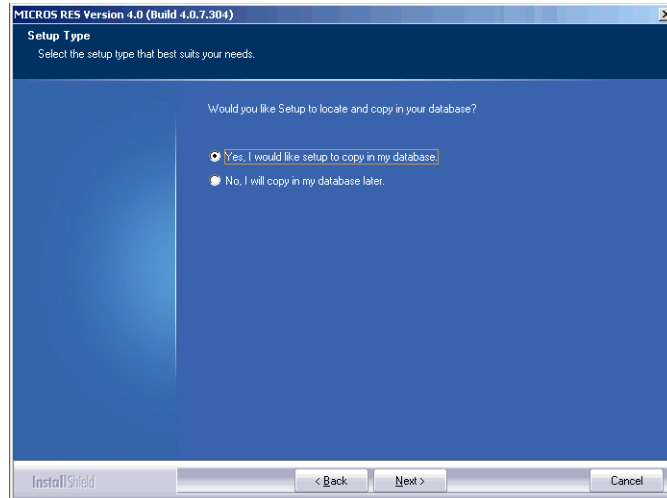 MICROS RES Version 4.0 (Build 4.0.7.304)
Setup Type
Select the setup type that best suits your needs.
Would you like Setup to locate and copy in your database?
Yes, I would like setup to copy in my database.
No, I will copy in my database later.
InstallShield
< Back
Next >
Cancel